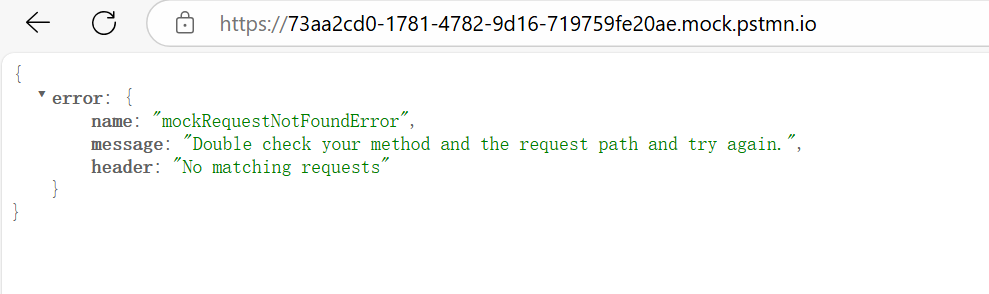 https://73aa2cd0-1781-4782-9d16-719759fe20ae.mock.pstmn.io
{
error: {
name: "mockRequestNotFoundError",
message: "Double check your method and the request path and try again.",
header: "No matching requests"
}
}